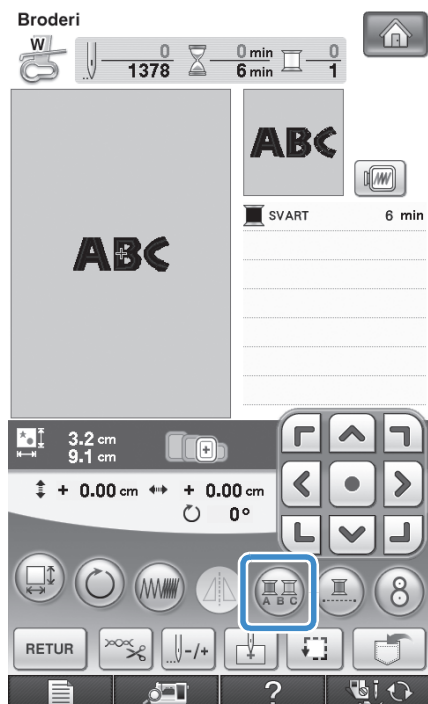 Broderi
W
0 0 min 0
1378 6 min 1
ABC
ABC
SVART 6 min
3.2 cm
9.1 cm
+ 0.00 cm + 0.00 cm
0°
A B C
8
RETUR
-/+
?